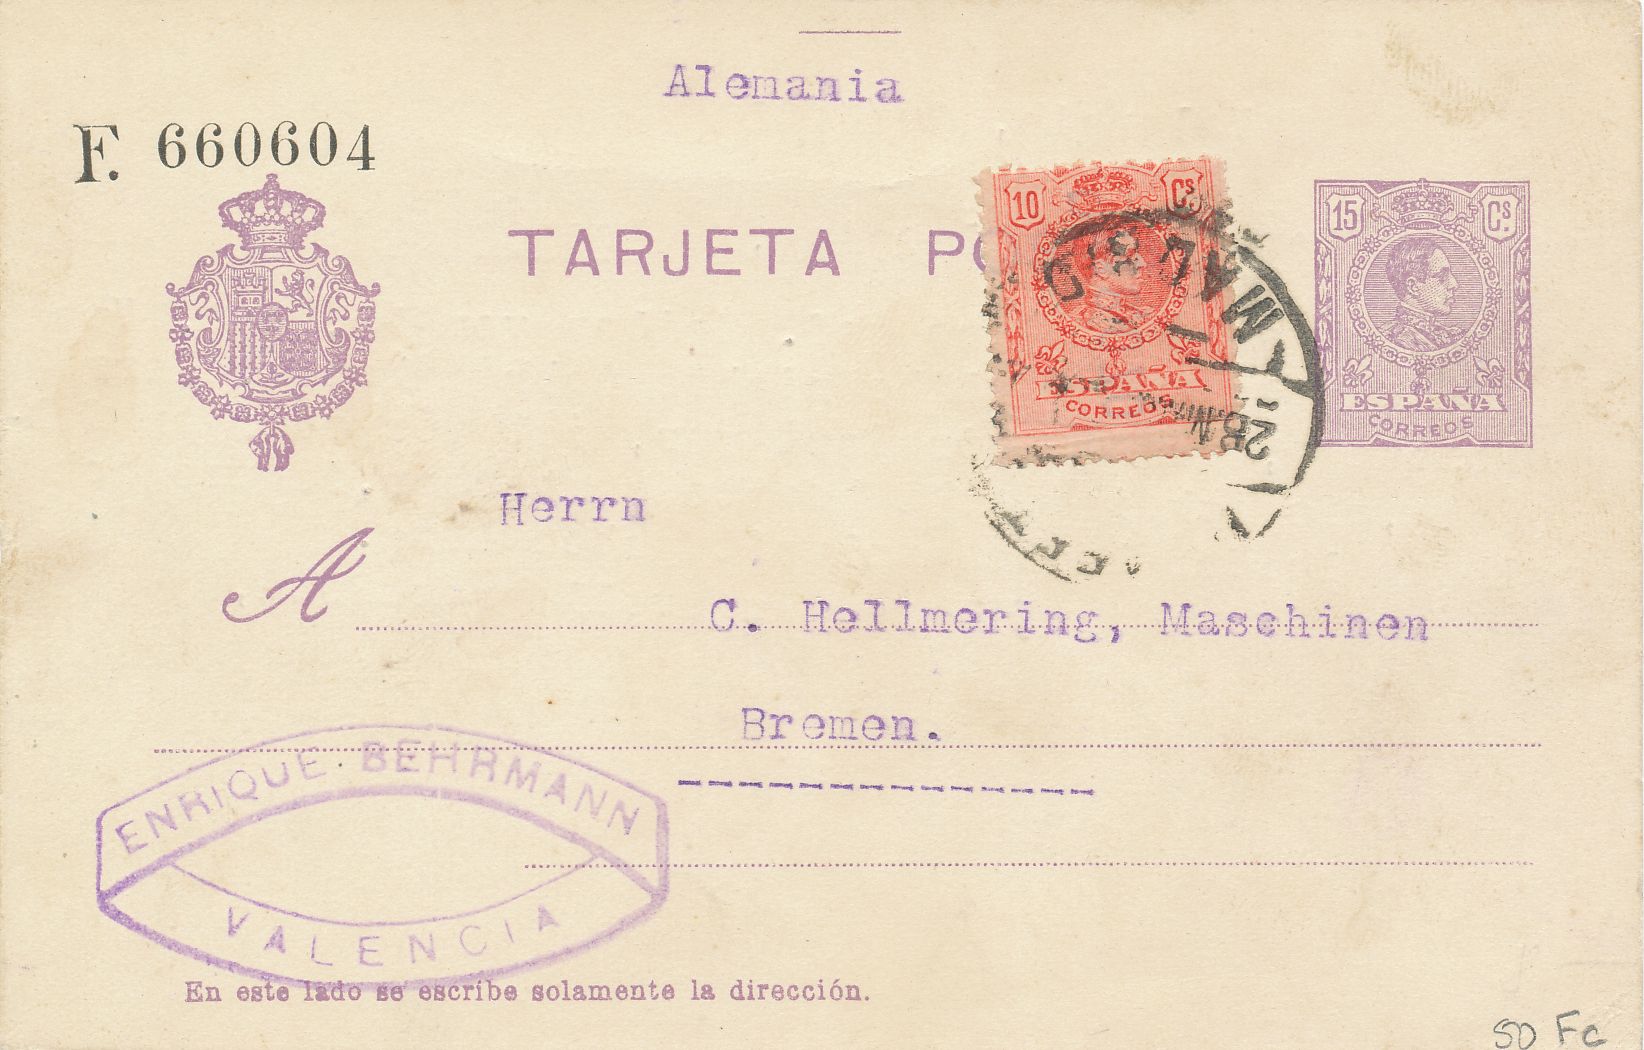 Alemania
F. 660604
TARJETA
10 Cs
ESPAÑA
CORREOS
15 Cs.
ESPAÑA
CORREOS
Herrn
A
C. Hellmering, Maschinen
Bremen.
ENRIQUE BEHRMANN
VALENCIA
En este lado se escribe solamente la dirección.
50 Fc